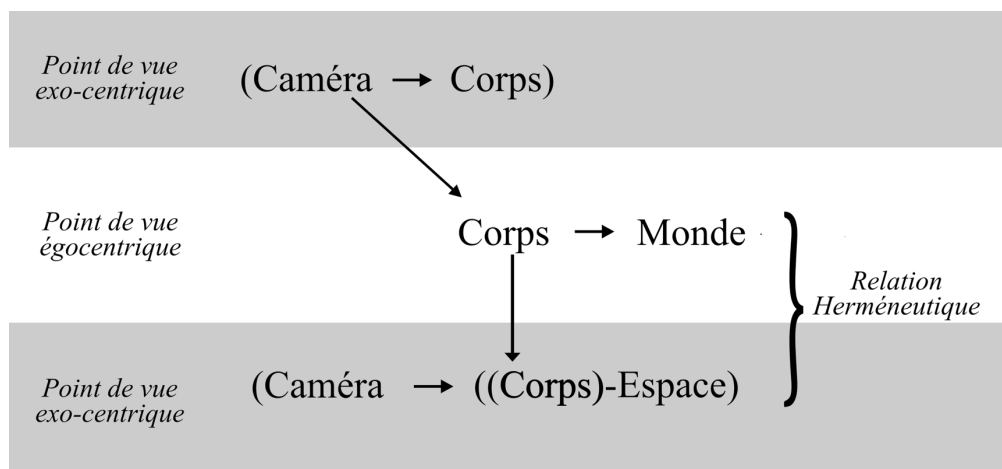 Point de vue
exo-centrique
(Caméra → Corps)
Point de vue
égocentrique
Corps → Monde
Relation
Herméneutique
Point de vue
exo-centrique
(Caméra → ((Corps)-Espace)